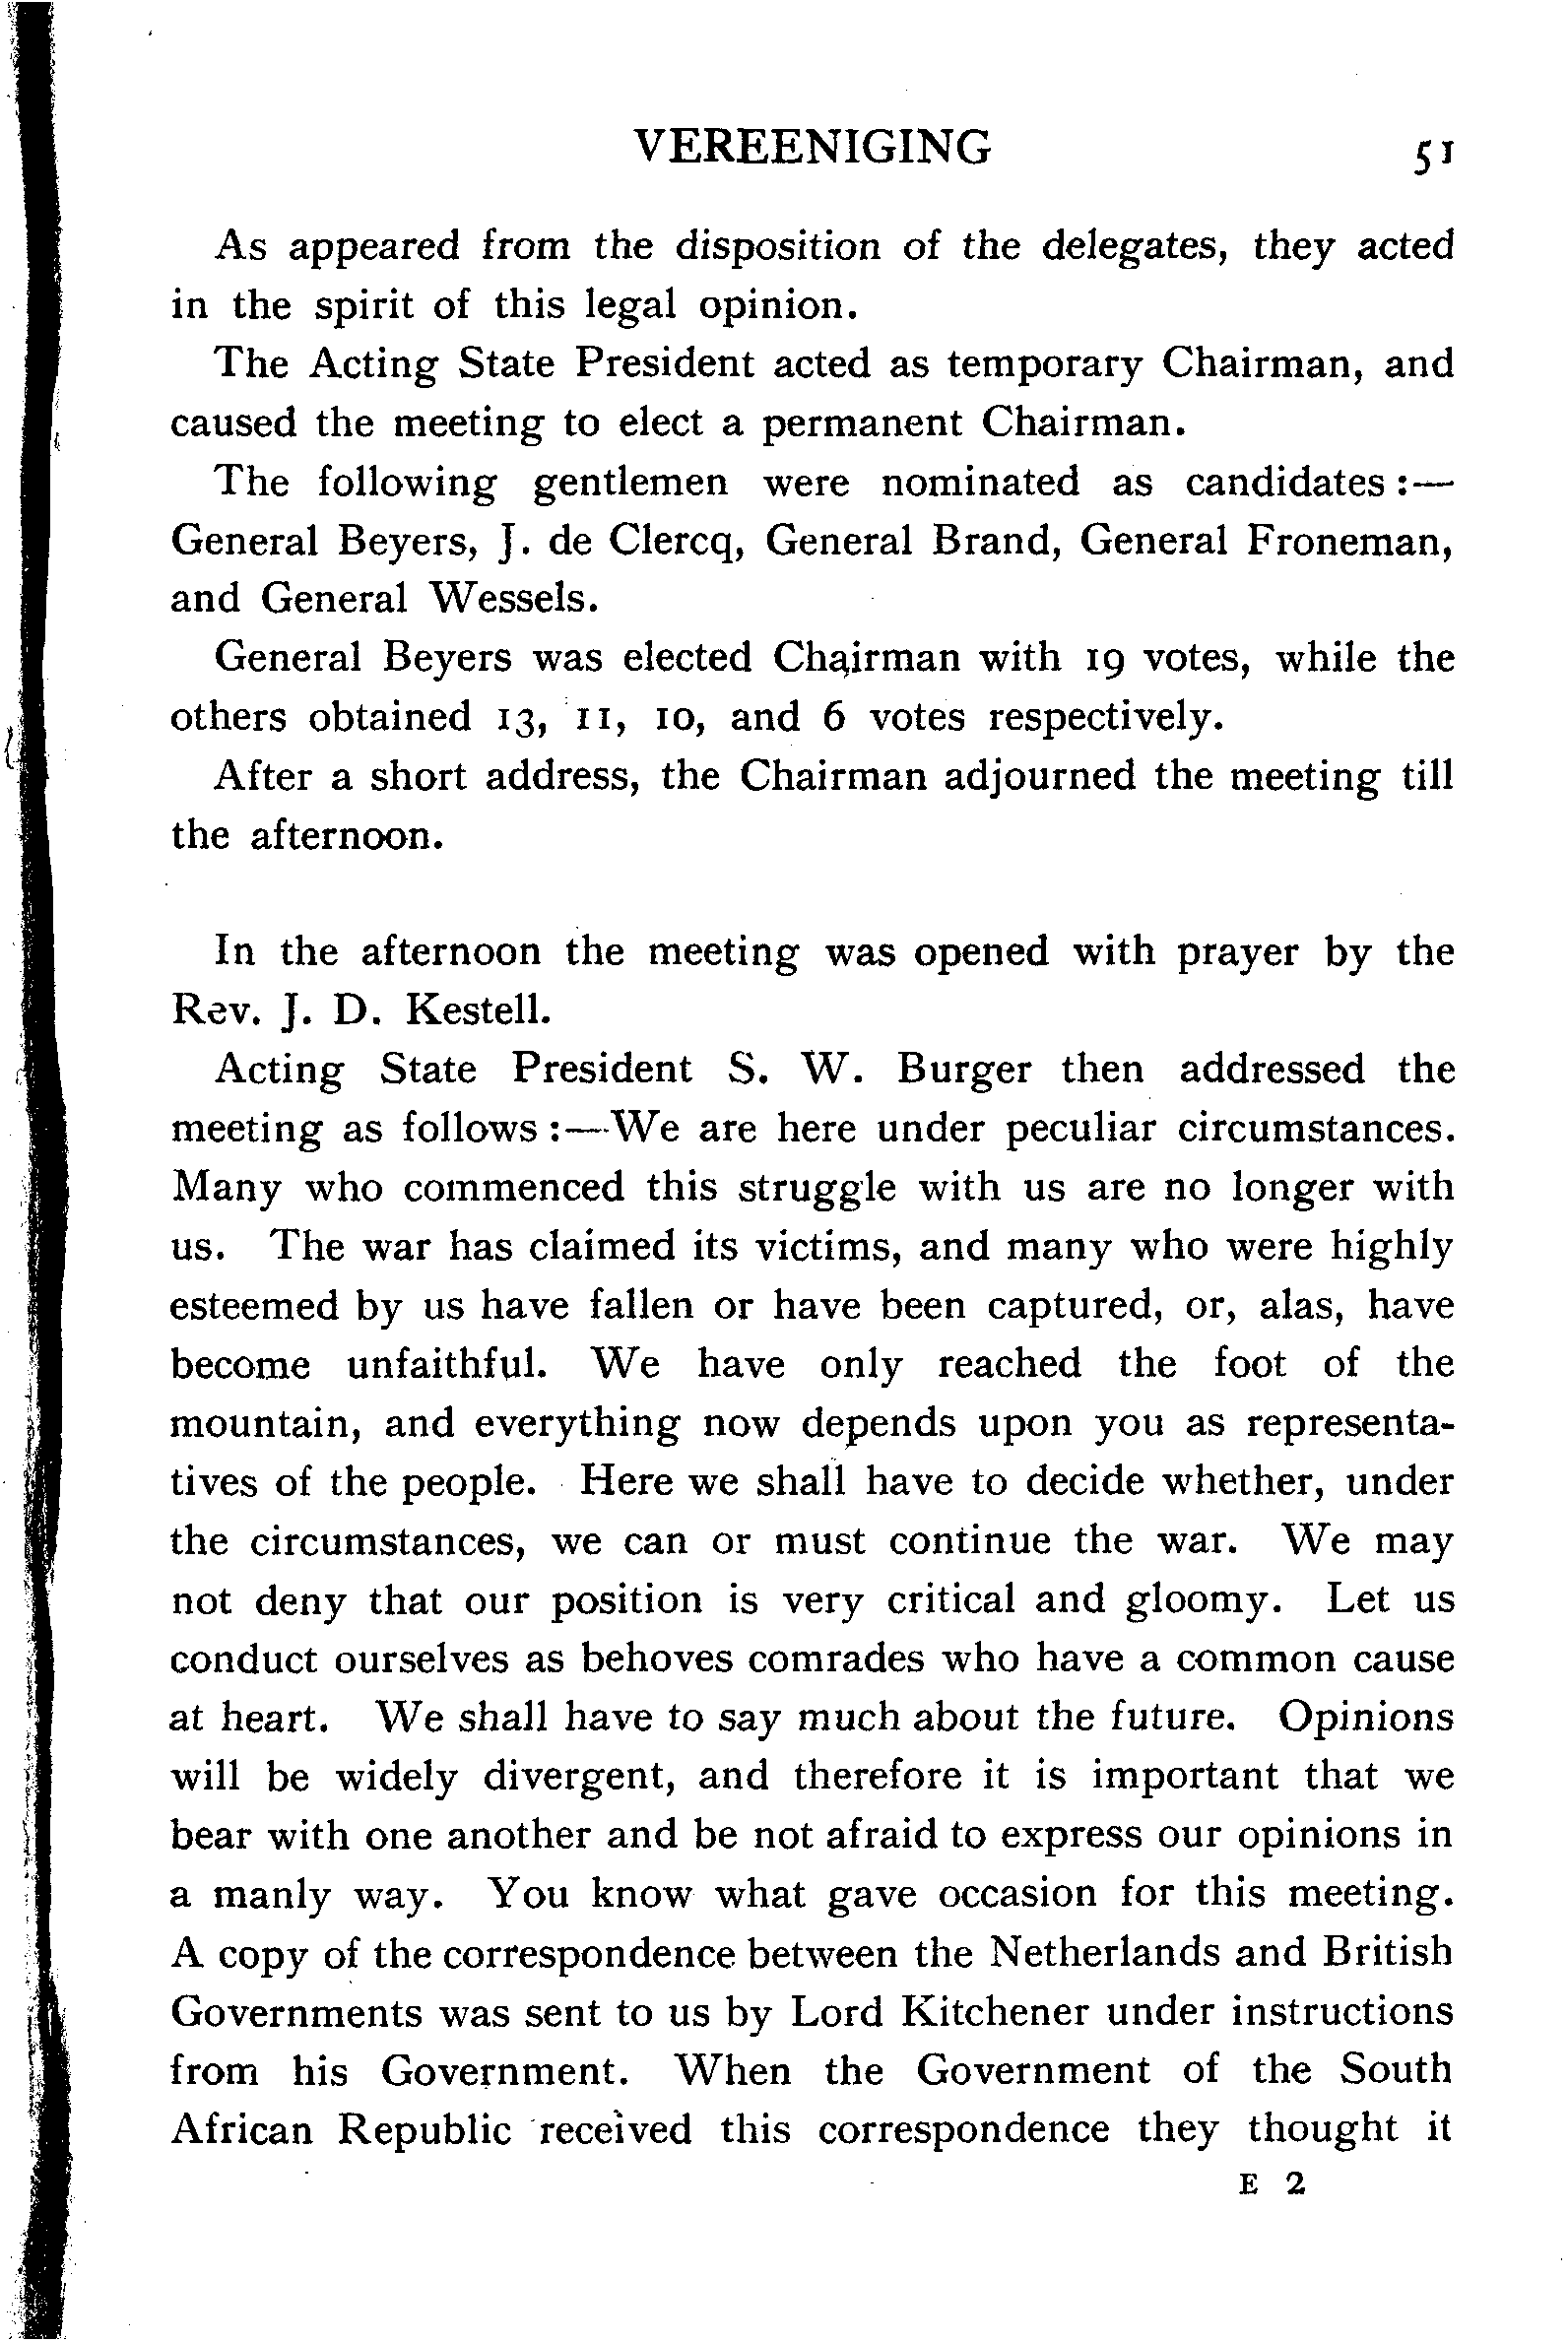 VEREENIGING 51
As appeared from the disposition of the delegates, they acted
in the spirit of this legal opinion.
The Acting State President acted as temporary Chairman, and
caused the meeting to elect a permanent Chairman.
The following gentlemen were nominated as candidates:—
General Beyers, J. de Clercq, General Brand, General Froneman,
and General Wessels.
General Beyers was elected Chairman with 19 votes, while the
others obtained 13, 11, 10, and 6 votes respectively.
After a short address, the Chairman adjourned the meeting till
the afternoon.
In the afternoon the meeting was opened with prayer by the
Rev. J. D. Kestell.
Acting State President S. W. Burger then addressed the
meeting as follows:—We are here under peculiar circumstances.
Many who commenced this struggle with us are no longer with
us. The war has claimed its victims, and many who were highly
esteemed by us have fallen or have been captured, or, alas, have
become unfaithful. We have only reached the foot of the
mountain, and everything now depends upon you as representa-
tives of the people. Here we shall have to decide whether, under
the circumstances, we can or must continue the war. We may
not deny that our position is very critical and gloomy. Let us
conduct ourselves as behoves comrades who have a common cause
at heart. We shall have to say much about the future. Opinions
will be widely divergent, and therefore it is important that we
bear with one another and be not afraid to express our opinions in
a manly way. You know what gave occasion for this meeting.
A copy of the correspondence between the Netherlands and British
Governments was sent to us by Lord Kitchener under instructions
from his Government. When the Government of the South
African Republic received this correspondence they thought it
E 2